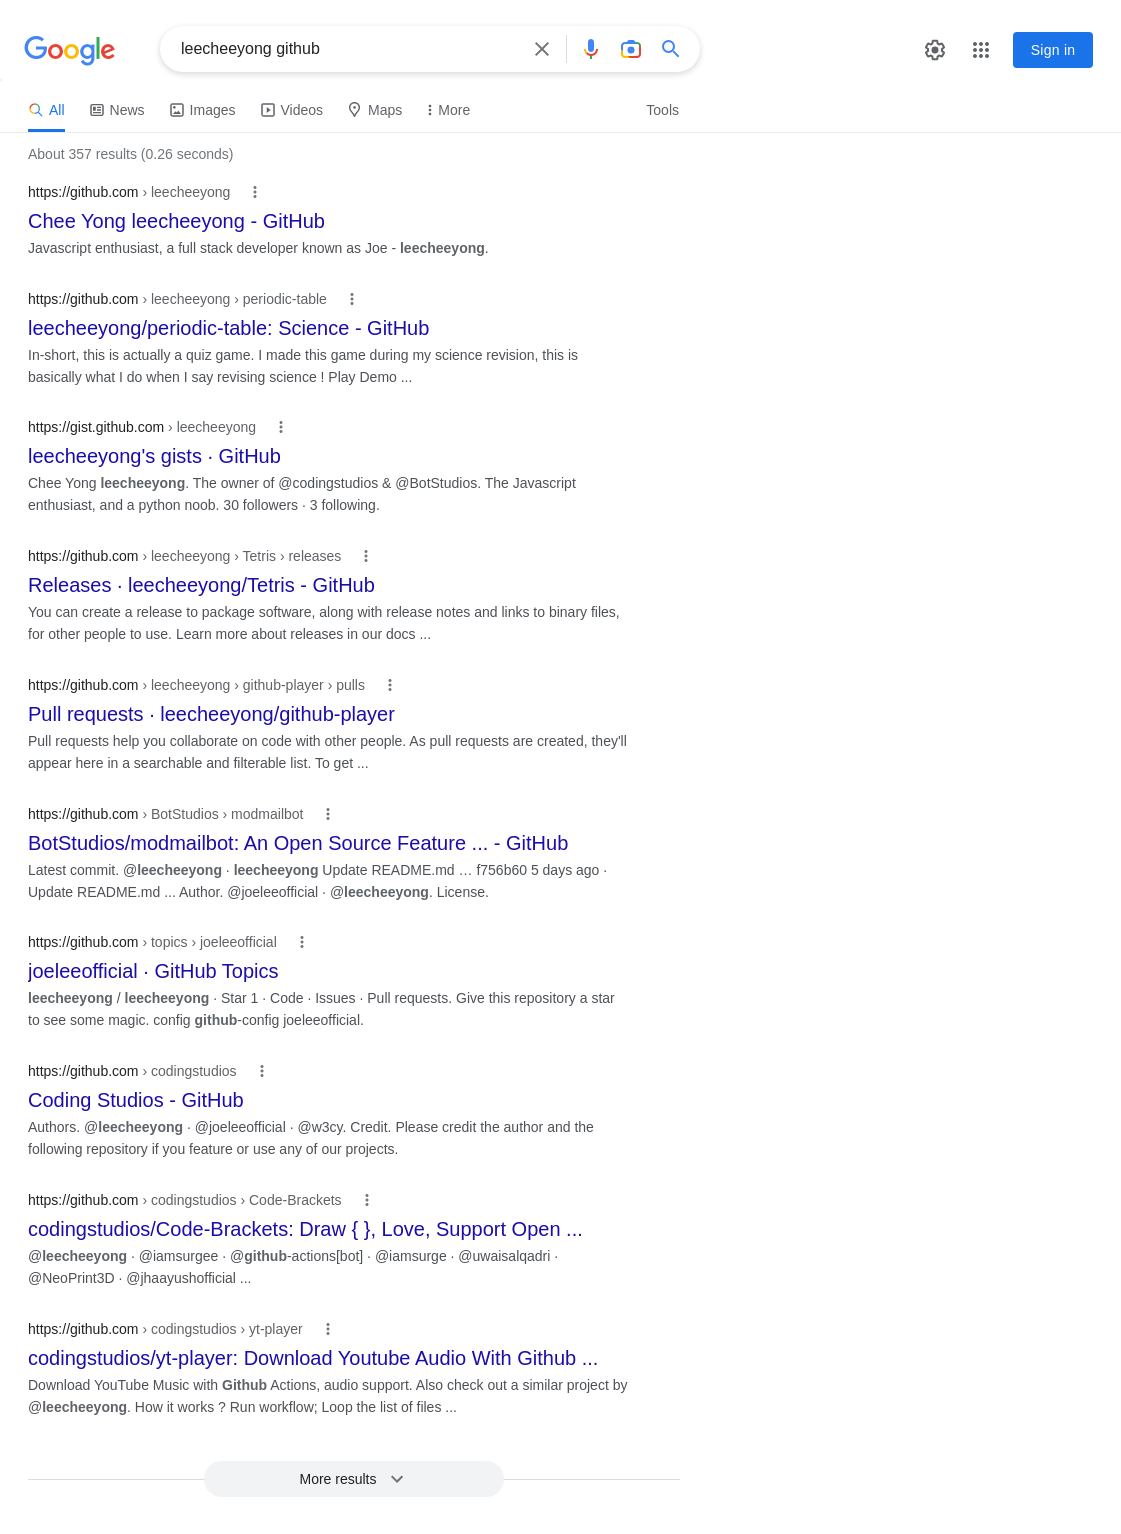 Google
leecheeyong github
Sign in
All News Images Videos Maps More Tools
About 357 results (0.26 seconds)
https://github.com › leecheeyong
Chee Yong leecheeyong - GitHub
Javascript enthusiast, a full stack developer known as Joe - leecheeyong.
https://github.com › leecheeyong › periodic-table
leecheeyong/periodic-table: Science - GitHub
In-short, this is actually a quiz game. I made this game during my science revision, this is
basically what I do when I say revising science ! Play Demo ...
https://gist.github.com › leecheeyong
leecheeyong's gists · GitHub
Chee Yong leecheeyong. The owner of @codingstudios & @BotStudios. The Javascript
enthusiast, and a python noob. 30 followers · 3 following.
https://github.com › leecheeyong › Tetris › releases
Releases · leecheeyong/Tetris - GitHub
You can create a release to package software, along with release notes and links to binary files,
for other people to use. Learn more about releases in our docs ...
https://github.com › leecheeyong › github-player › pulls
Pull requests · leecheeyong/github-player
Pull requests help you collaborate on code with other people. As pull requests are created, they'll
appear here in a searchable and filterable list. To get ...
https://github.com › BotStudios › modmailbot
BotStudios/modmailbot: An Open Source Feature ... - GitHub
Latest commit. @leecheeyong · leecheeyong Update README.md … f756b60 5 days ago ·
Update README.md ... Author. @joeleeofficial · @leecheeyong. License.
https://github.com › topics › joeleeofficial
joeleeofficial · GitHub Topics
leecheeyong / leecheeyong · Star 1 · Code · Issues · Pull requests. Give this repository a star
to see some magic. config github-config joeleeofficial.
https://github.com › codingstudios
Coding Studios - GitHub
Authors. @leecheeyong · @joeleeofficial · @w3cy. Credit. Please credit the author and the
following repository if you feature or use any of our projects.
https://github.com › codingstudios › Code-Brackets
codingstudios/Code-Brackets: Draw { }, Love, Support Open ...
@leecheeyong · @iamsurgee · @github-actions[bot] · @iamsurge · @uwaisalqadri ·
@NeoPrint3D · @jhaayushofficial ...
https://github.com › codingstudios › yt-player
codingstudios/yt-player: Download Youtube Audio With Github ...
Download YouTube Music with Github Actions, audio support. Also check out a similar project by
@leecheeyong. How it works ? Run workflow; Loop the list of files ...
More results